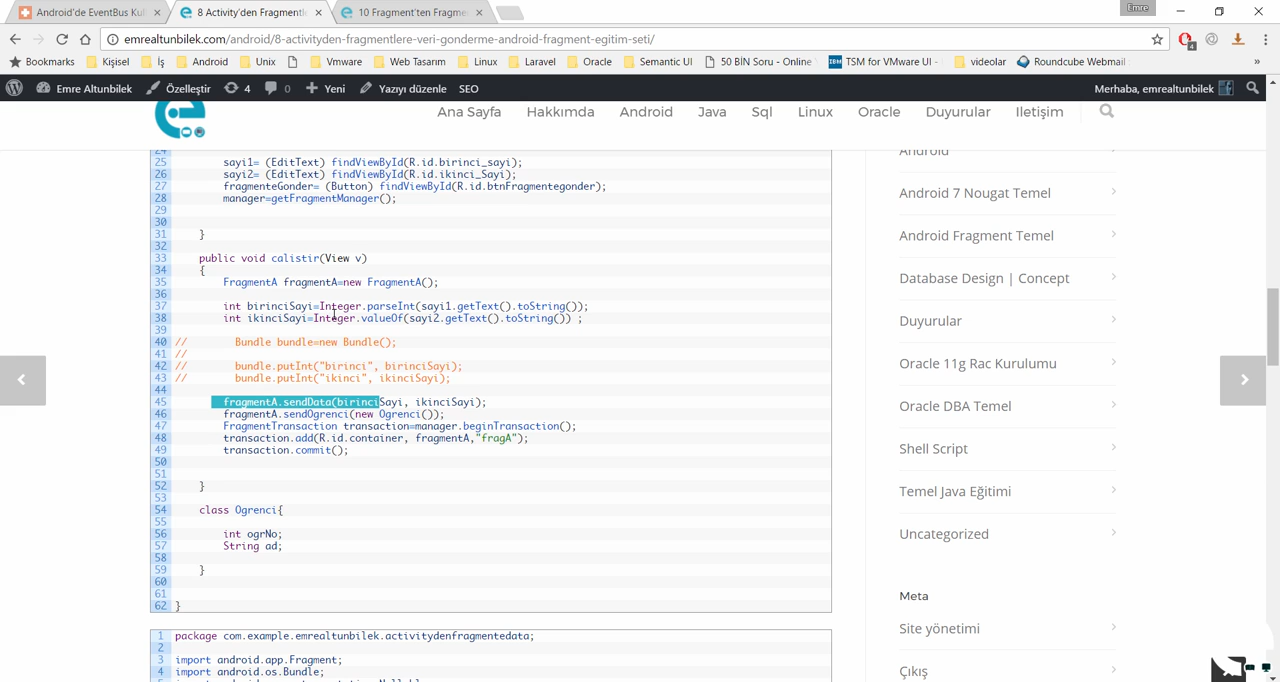 Emre
Android'de EventBus Kul
8 Activity'den Fragmentle
10 Fragment'ten Fragme
emrealtunbilek.com/android/8-activityden-fragmentlere-veri-gonderme-android-fragment-egitim-seti/
4
Bookmarks
Kişisel
İş
Android
Unix
Vmware
Web Tasarım
Linux
Laravel
Oracle
Semantic UI
50 BİN Soru - Online
IBM
TSM for VMware UI -
videolar
Roundcube Webmail
»
Emre Altunbilek
Özelleştir
4
0
Yeni
Yazıyı düzenle
SEO
Merhaba, emrealtunbilek
Ana Sayfa
Hakkımda
Android
Java
Sql
Linux
Oracle
Duyurular
Iletişim
24
25 sayi1= (EditText) findViewById(R.id.birinci_sayi);
26 sayi2= (EditText) findViewById(R.id.ikinci_Sayi);
27 fragmenteGonder= (Button) findViewById(R.id.btnFragmentegonder);
28 manager=getFragmentManager();
29
30
31 }
32
33 public void calistir(View v)
34 {
35 FragmentA fragmentA=new FragmentA();
36
37 int birinciSayi=Integer.parseInt(sayi1.getText().toString());
38 int ikinciSayi=Integer.valueOf(sayi2.getText().toString()) ;
39
40 // Bundle bundle=new Bundle();
41 //
42 // bundle.putInt("birinci", birinciSayi);
43 // bundle.putInt("ikinci", ikinciSayi);
44
45 fragmentA.sendData(birinciSayi, ikinciSayi);
46 fragmentA.sendOgrenci(new Ogrenci());
47 FragmentTransaction transaction=manager.beginTransaction();
48 transaction.add(R.id.container, fragmentA,"fragA");
49 transaction.commit();
50
51
52 }
53
54 class Ogrenci{
55
56 int ogrNo;
57 String ad;
58
59 }
60
61
62 }
1 package com.example.emrealtunbilek.activitydenfragmentedata;
2
3 import android.app.Fragment;
4 import android.os.Bundle;
Android
Android 7 Nougat Temel
Android Fragment Temel
Database Design | Concept
Duyurular
Oracle 11g Rac Kurulumu
Oracle DBA Temel
Shell Script
Temel Java Eğitimi
Uncategorized
Meta
Site yönetimi
Çıkış